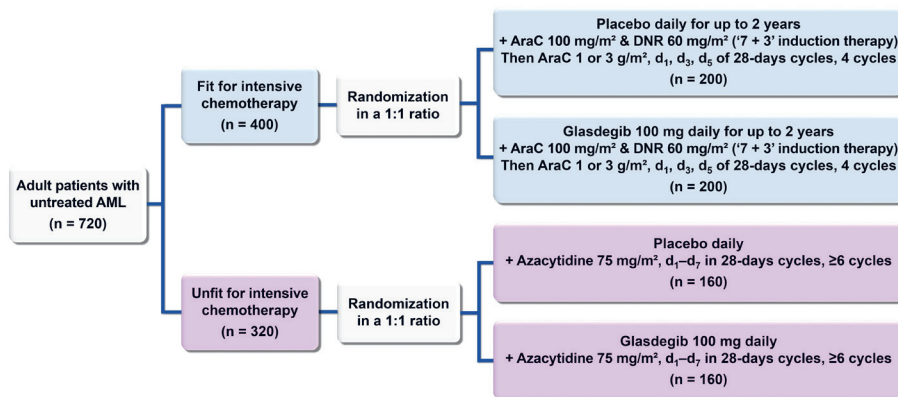 Adult patients with
untreated AML
(n = 720)
Fit for intensive
chemotherapy
(n = 400)
Randomization
in a 1:1 ratio
Placebo daily for up to 2 years
+ AraC 100 mg/m² & DNR 60 mg/m² (‘7 + 3’ induction therapy)
Then AraC 1 or 3 g/m², d₁, d₃, d₅ of 28-days cycles, 4 cycles
(n = 200)
Glasdegib 100 mg daily for up to 2 years
+ AraC 100 mg/m² & DNR 60 mg/m² (‘7 + 3’ induction therapy)
Then AraC 1 or 3 g/m², d₁, d₃, d₅ of 28-days cycles, 4 cycles
(n = 200)
Unfit for intensive
chemotherapy
(n = 320)
Randomization
in a 1:1 ratio
Placebo daily
+ Azacytidine 75 mg/m², d₁–d₇ in 28-days cycles, ≥6 cycles
(n = 160)
Glasdegib 100 mg daily
+ Azacytidine 75 mg/m², d₁–d₇ in 28-days cycles, ≥6 cycles
(n = 160)